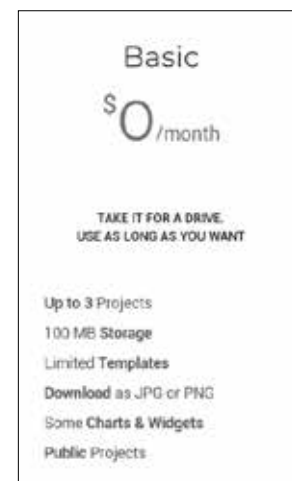 Basic
$0/month
TAKE IT FOR A DRIVE.
USE AS LONG AS YOU WANT
Up to 3 Projects
100 MB Storage
Limited Templates
Download as JPG or PNG
Some Charts & Widgets
Public Projects